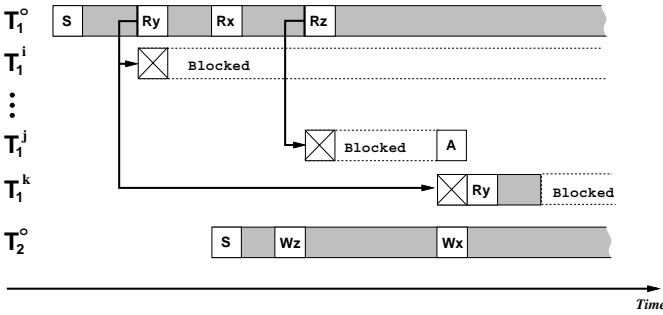 T₁° S Ry Rx Rz
T₁ⁱ Blocked
⋮
T₁ʲ Blocked A
T₁ᵏ Ry Blocked
T₂° S Wz Wx
Time